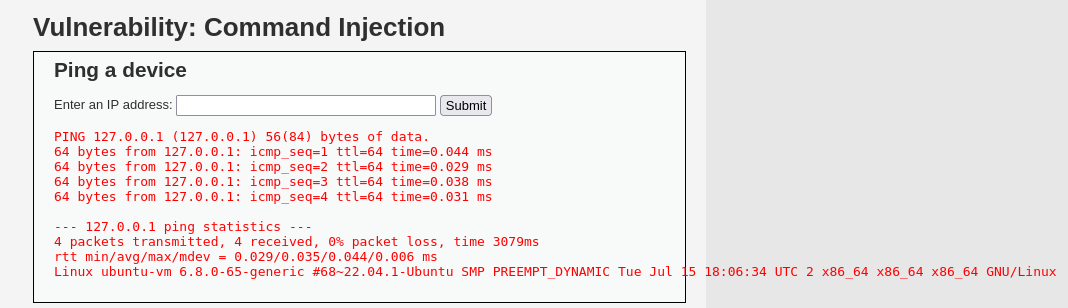 Vulnerability: Command Injection
Ping a device
Enter an IP address: Submit
PING 127.0.0.1 (127.0.0.1) 56(84) bytes of data.
64 bytes from 127.0.0.1: icmp_seq=1 ttl=64 time=0.044 ms
64 bytes from 127.0.0.1: icmp_seq=2 ttl=64 time=0.029 ms
64 bytes from 127.0.0.1: icmp_seq=3 ttl=64 time=0.038 ms
64 bytes from 127.0.0.1: icmp_seq=4 ttl=64 time=0.031 ms
--- 127.0.0.1 ping statistics ---
4 packets transmitted, 4 received, 0% packet loss, time 3079ms
rtt min/avg/max/mdev = 0.029/0.035/0.044/0.006 ms
Linux ubuntu-vm 6.8.0-65-generic #68~22.04.1-Ubuntu SMP PREEMPT_DYNAMIC Tue Jul 15 18:06:34 UTC 2 x86_64 x86_64 x86_64 GNU/Linux